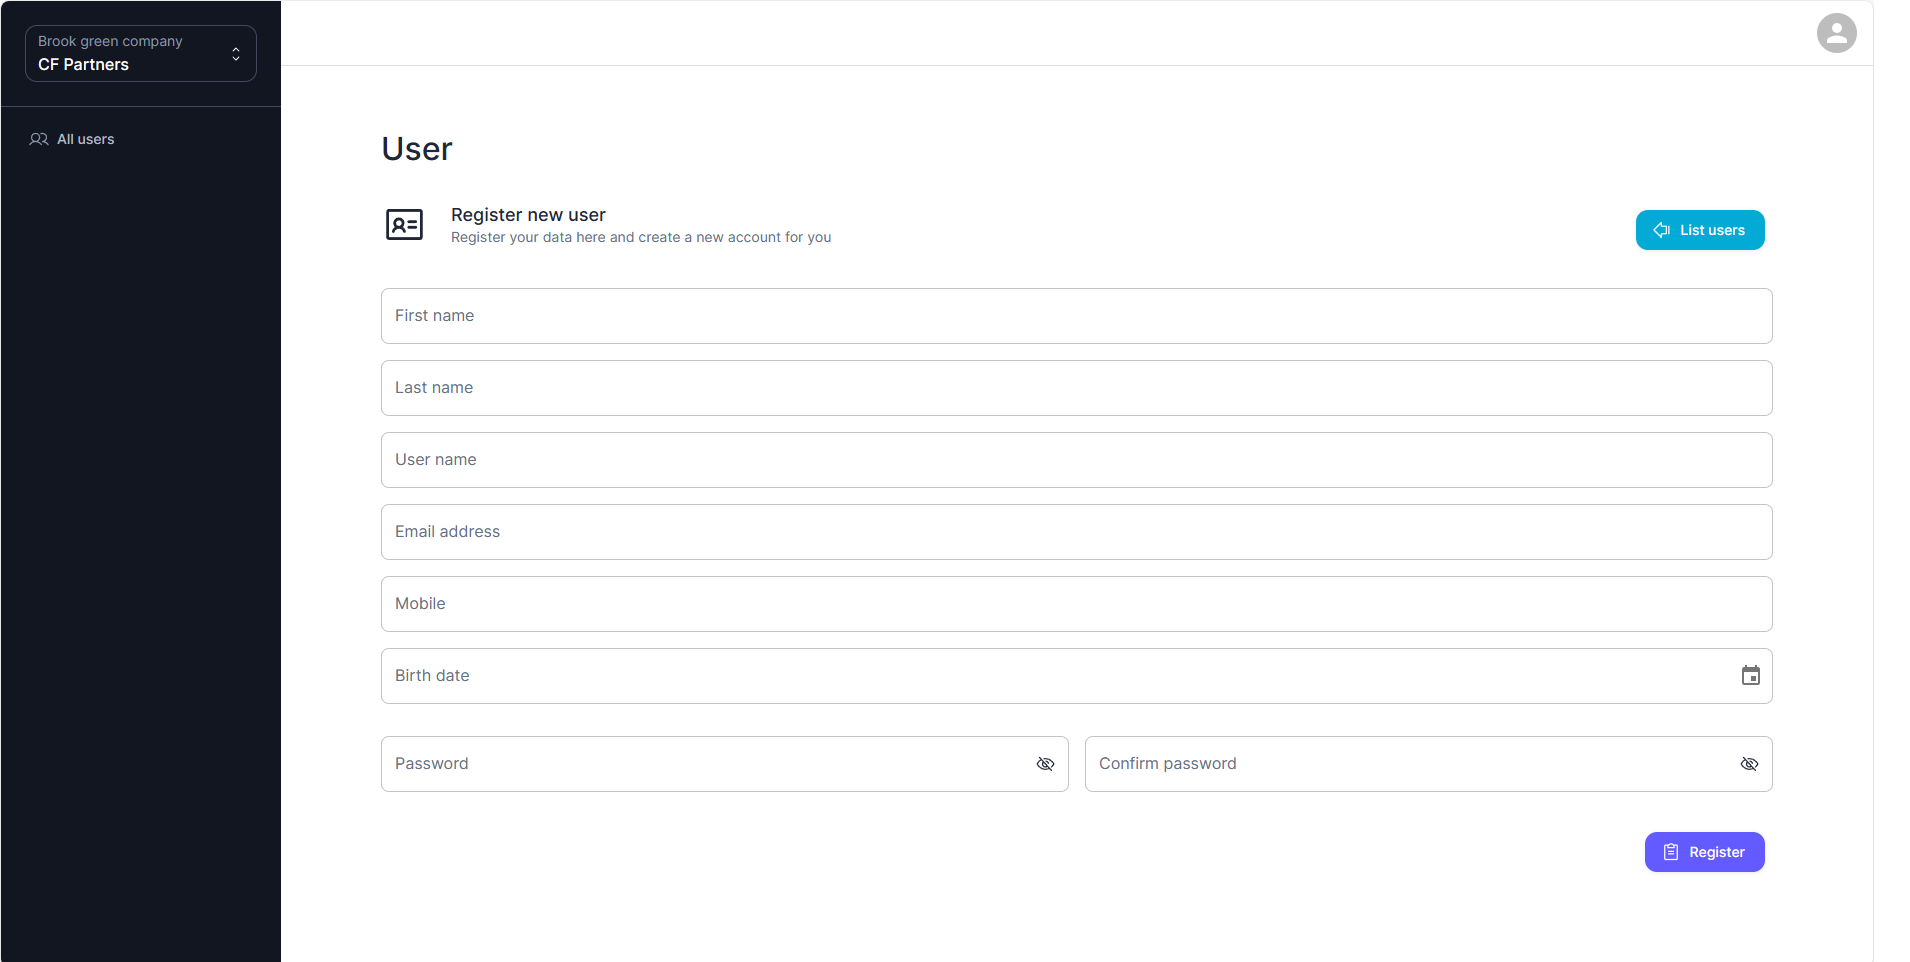 Brook green company
CF Partners
All users
User
Register new user
Register your data here and create a new account for you
List users
First name
Last name
User name
Email address
Mobile
Birth date
Password
Confirm password
Register